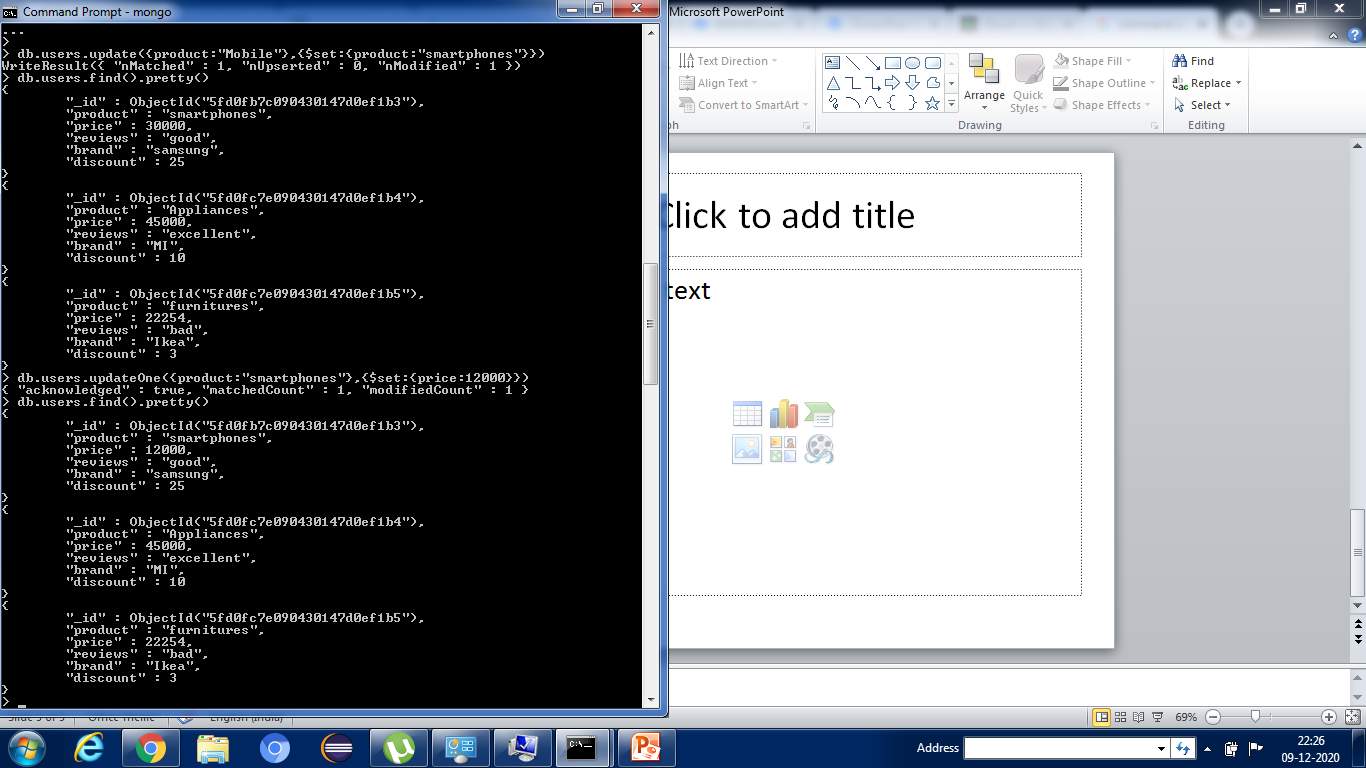 Command Prompt - mongo
...
>
> db.users.update({product:"Mobile"},{$set:{product:"smartphones"}})
WriteResult({ "nMatched" : 1, "nUpserted" : 0, "nModified" : 1 })
> db.users.find().pretty()
{
"_id" : ObjectId("5fd0fb7c090430147d0ef1b3"),
"product" : "smartphones",
"price" : 30000,
"reviews" : "good",
"brand" : "samsung",
"discount" : 25
}
{
"_id" : ObjectId("5fd0fc7e090430147d0ef1b4"),
"product" : "Appliances",
"price" : 45000,
"reviews" : "excellent",
"brand" : "MI",
"discount" : 10
}
{
"_id" : ObjectId("5fd0fc7e090430147d0ef1b5"),
"product" : "furnitures",
"price" : 22254,
"reviews" : "bad",
"brand" : "Ikea",
"discount" : 3
}
> db.users.updateOne({product:"smartphones"},{$set:{price:12000}})
{ "acknowledged" : true, "matchedCount" : 1, "modifiedCount" : 1 }
> db.users.find().pretty()
{
"_id" : ObjectId("5fd0fb7c090430147d0ef1b3"),
"product" : "smartphones",
"price" : 12000,
"reviews" : "good",
"brand" : "samsung",
"discount" : 25
}
{
"_id" : ObjectId("5fd0fc7e090430147d0ef1b4"),
"product" : "Appliances",
"price" : 45000,
"reviews" : "excellent",
"brand" : "MI",
"discount" : 10
}
{
"_id" : ObjectId("5fd0fc7e090430147d0ef1b5"),
"product" : "furnitures",
"price" : 22254,
"reviews" : "bad",
"brand" : "Ikea",
"discount" : 3
}
>
Microsoft PowerPoint
Text Direction
Align Text
Convert to SmartArt
Arrange
Quick
Styles
Shape Fill
Shape Outline
Shape Effects
Drawing
Find
Replace
Select
Editing
Click to add title
text
69%
Address
22:26
09-12-2020